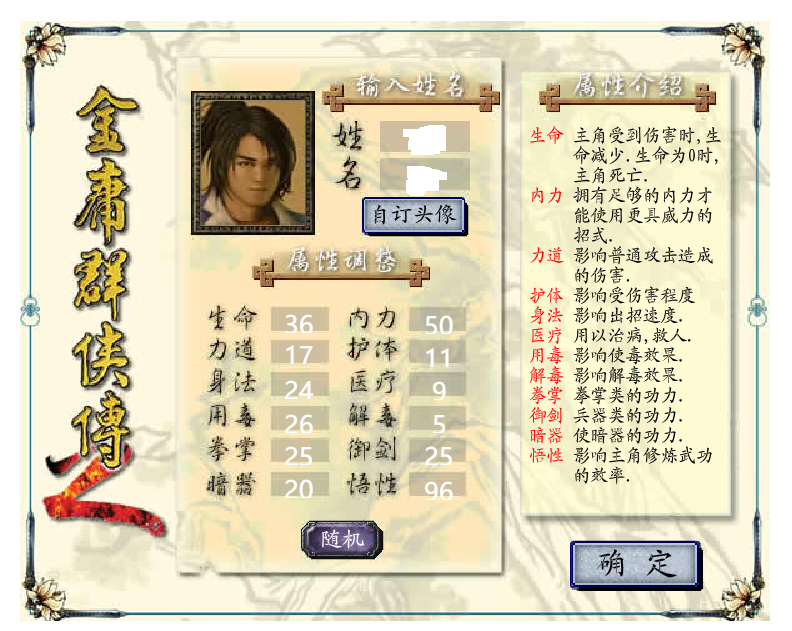 金庸群侠傳2
输入姓名
姓
名
自订头像
属性调整
生命 36 内力 50
力道 17 护体 11
身法 24 医疗 9
用毒 26 解毒 5
拳掌 25 御剑 25
暗器 20 悟性 96
随机
属性介绍
生命 主角受到伤害时,生
命减少.生命为0时,
主角死亡.
内力 拥有足够的内力才
能使用更具威力的
招式.
力道 影响普通攻击造成
的伤害.
护体 影响受伤害程度
身法 影响出招速度.
医疗 用以治病,救人.
用毒 影响使毒效果.
解毒 影响解毒效果.
拳掌 拳掌类的功力.
御剑 兵器类的功力.
暗器 使暗器的功力.
悟性 影响主角修炼武功
的效率.
确定